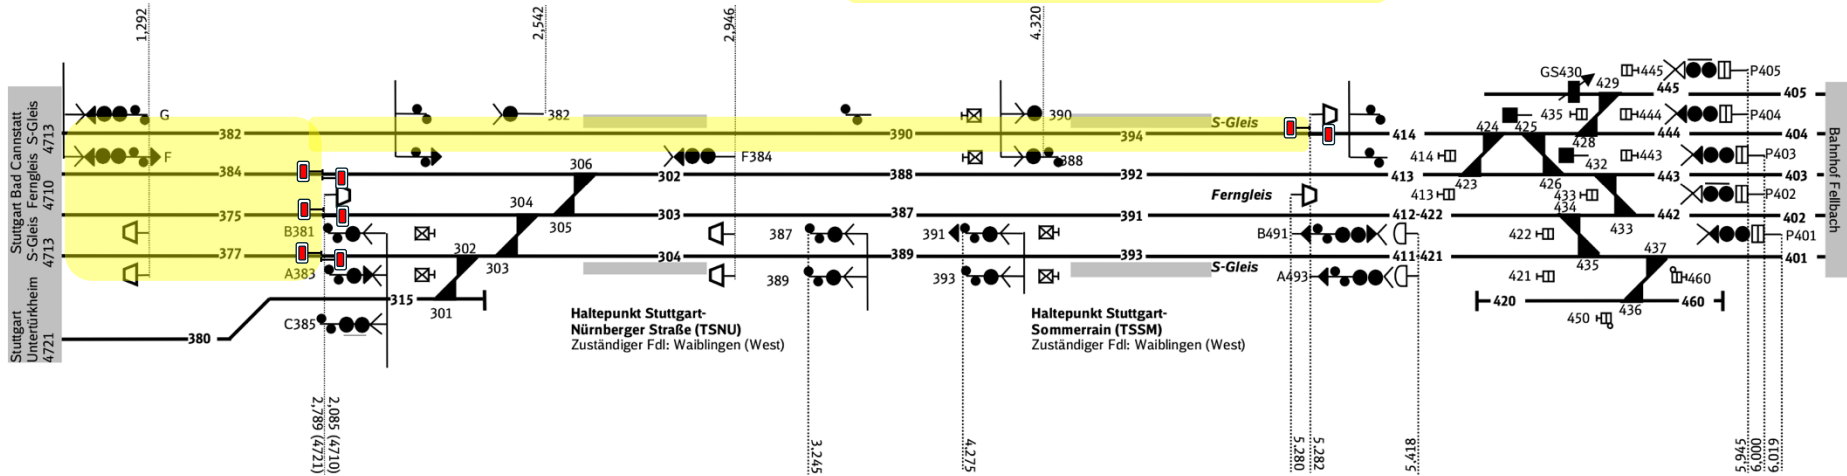 1,292
2,542
2,946
4.320
Stuttgart Bad Cannstatt
S-Gleis
4713
Ferngleis
4710
S-Gleis
4713
Stuttgart
Untertürkheim
4721
G
382
390
GS430
429
445
P405
445
405
382
390
394
S-Gleis
414
424
425
435
444
P404
444
404
428
F
F384
388
414
432
443
P403
384
306
302
388
392
413
423
426
443
403
Ferngleis
413
433
P402
375
304
305
303
387
391
412-422
434
433
442
402
B381
302
387
391
B491
422
437
P401
377
303
304
389
393
411-421
435
401
A383
389
393
S-Gleis
A493
421
460
315
301
420
436
460
C385
450
380
Haltepunkt Stuttgart-
Nürnberger Straße (TSNU)
Zuständiger Fdl: Waiblingen (West)
Haltepunkt Stuttgart-
Sommerrain (TSSM)
Zuständiger Fdl: Waiblingen (West)
Bahnhof Fellbach
2,789 (4721)
2,085 (4710)
3,245
4,275
5,280
5,282
5,418
5,945
6000
6,019